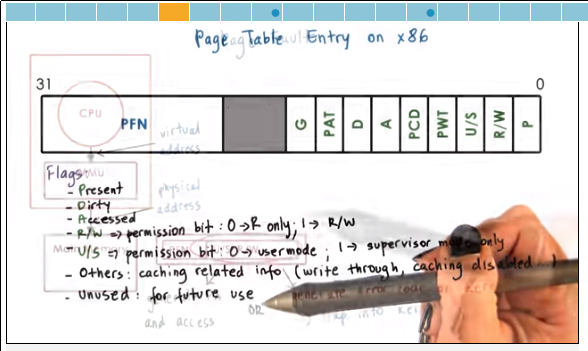 Page Table Entry on x86
31 0
PFN G PAT D A PCD PWT U/S R/W P
CPU
virtual address
Flags:
- Present
- Dirty
physical address
- Accessed
- R/W => permission bit : 0→R only; 1→ R/W
- U/S => permission bit : 0→usermode ; 1→ supervisor mode only
- Others : caching related info (write through, caching disabled...)
- Unused : for future use
OR
and access